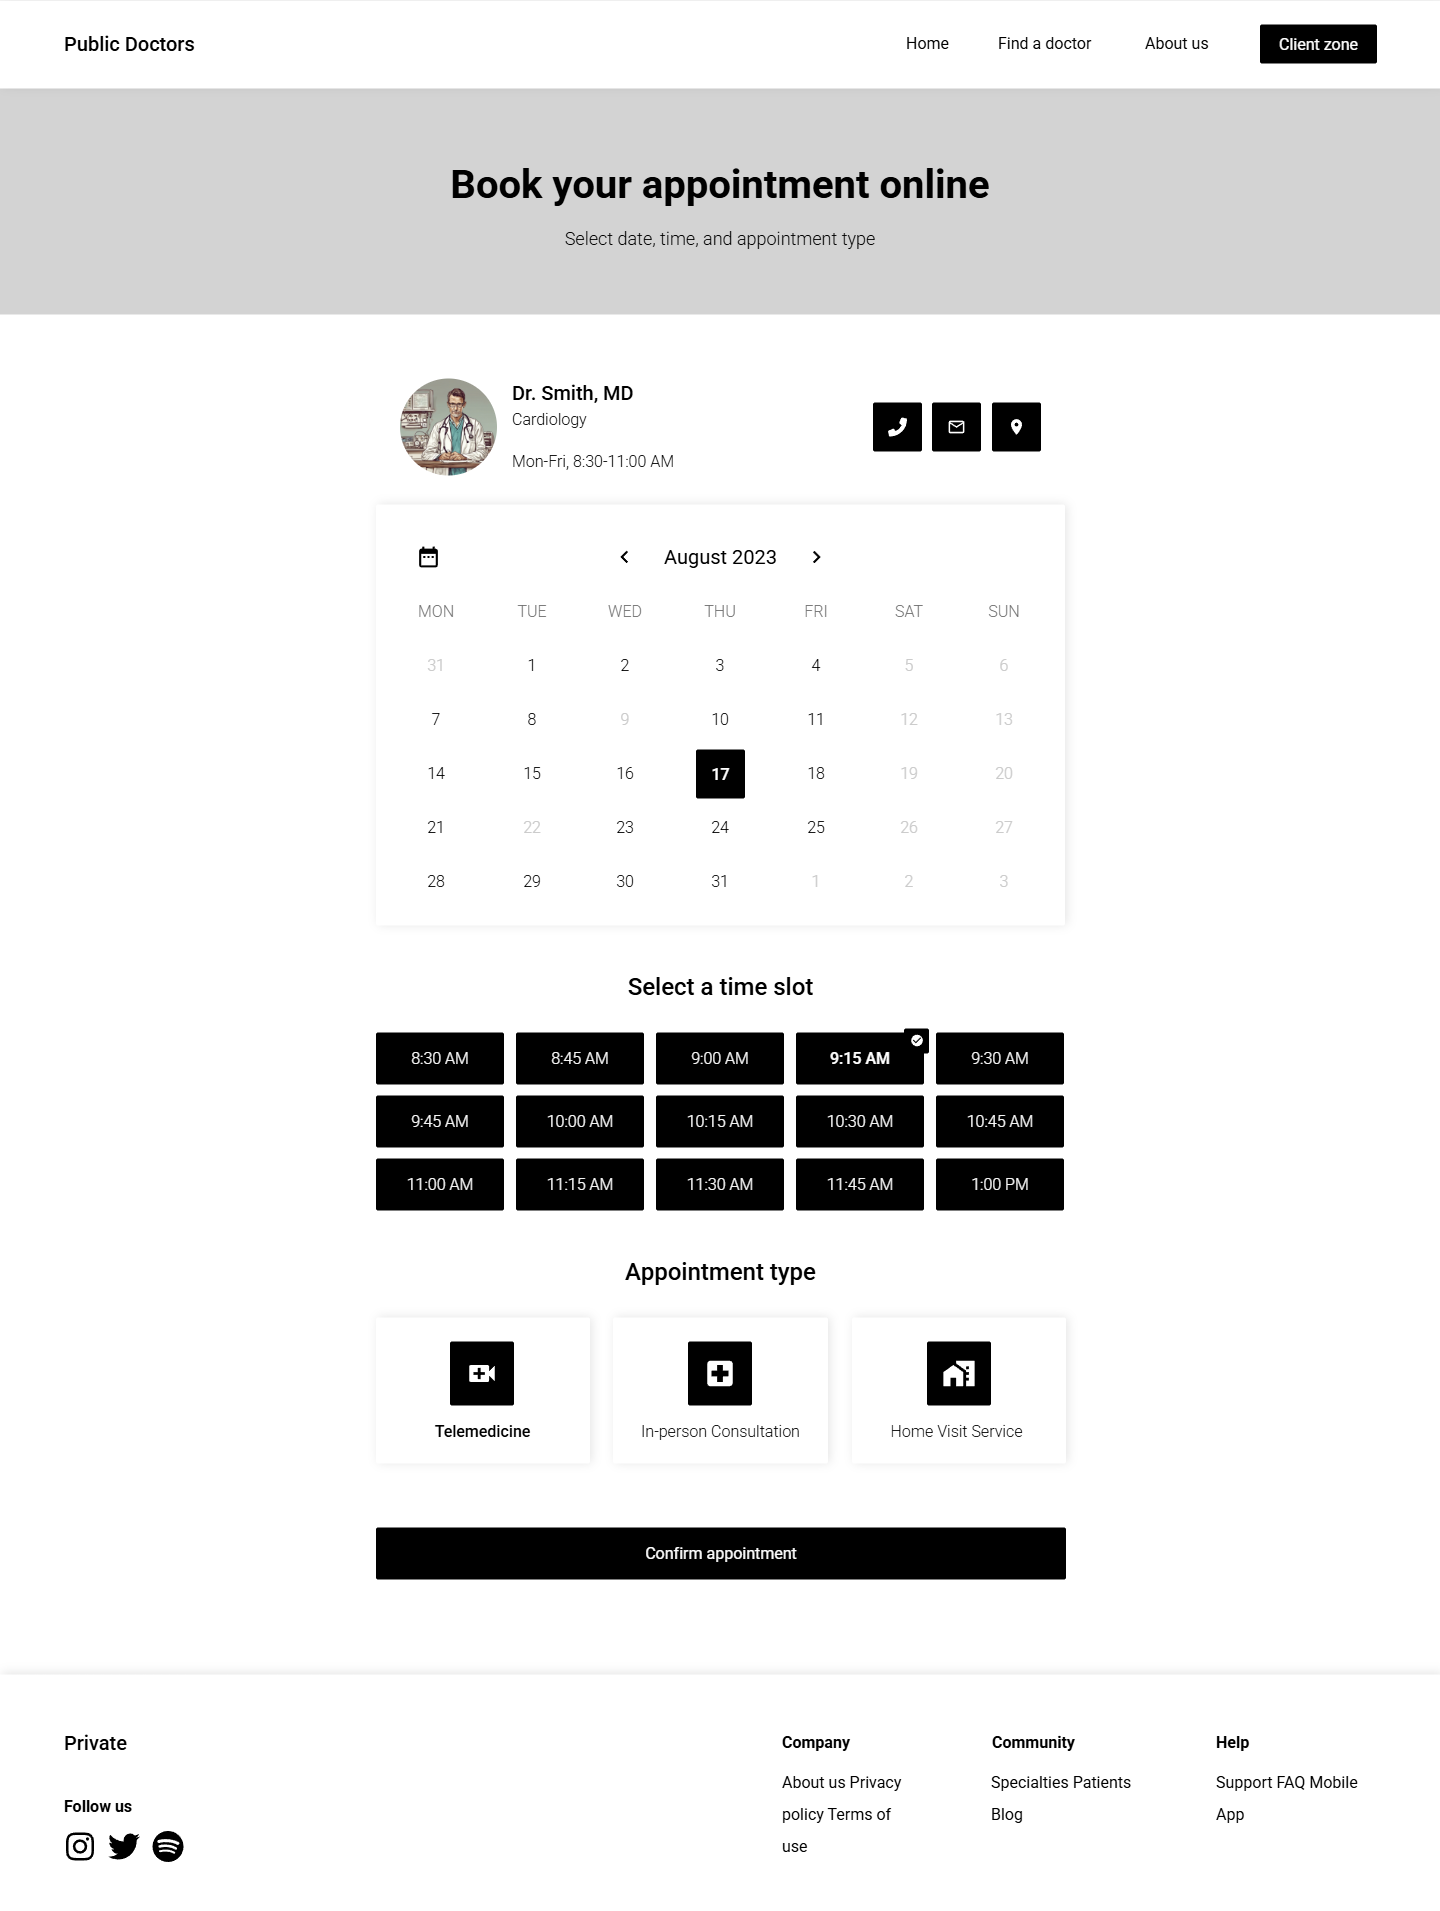 Public Doctors
Home
Find a doctor
About us
Client zone
Book your appointment online
Select date, time, and appointment type
Dr. Smith, MD
Cardiology
Mon-Fri, 8:30-11:00 AM
August 2023
MON TUE WED THU FRI SAT SUN
31 1 2 3 4 5 6
7 8 9 10 11 12 13
14 15 16 17 18 19 20
21 22 23 24 25 26 27
28 29 30 31 1 2 3
Select a time slot
8:30 AM 8:45 AM 9:00 AM 9:15 AM 9:30 AM
9:45 AM 10:00 AM 10:15 AM 10:30 AM 10:45 AM
11:00 AM 11:15 AM 11:30 AM 11:45 AM 1:00 PM
Appointment type
Telemedicine
In-person Consultation
Home Visit Service
Confirm appointment
Private
Follow us
Company
About us Privacy
policy Terms of
use
Community
Specialties Patients
Blog
Help
Support FAQ Mobile
App